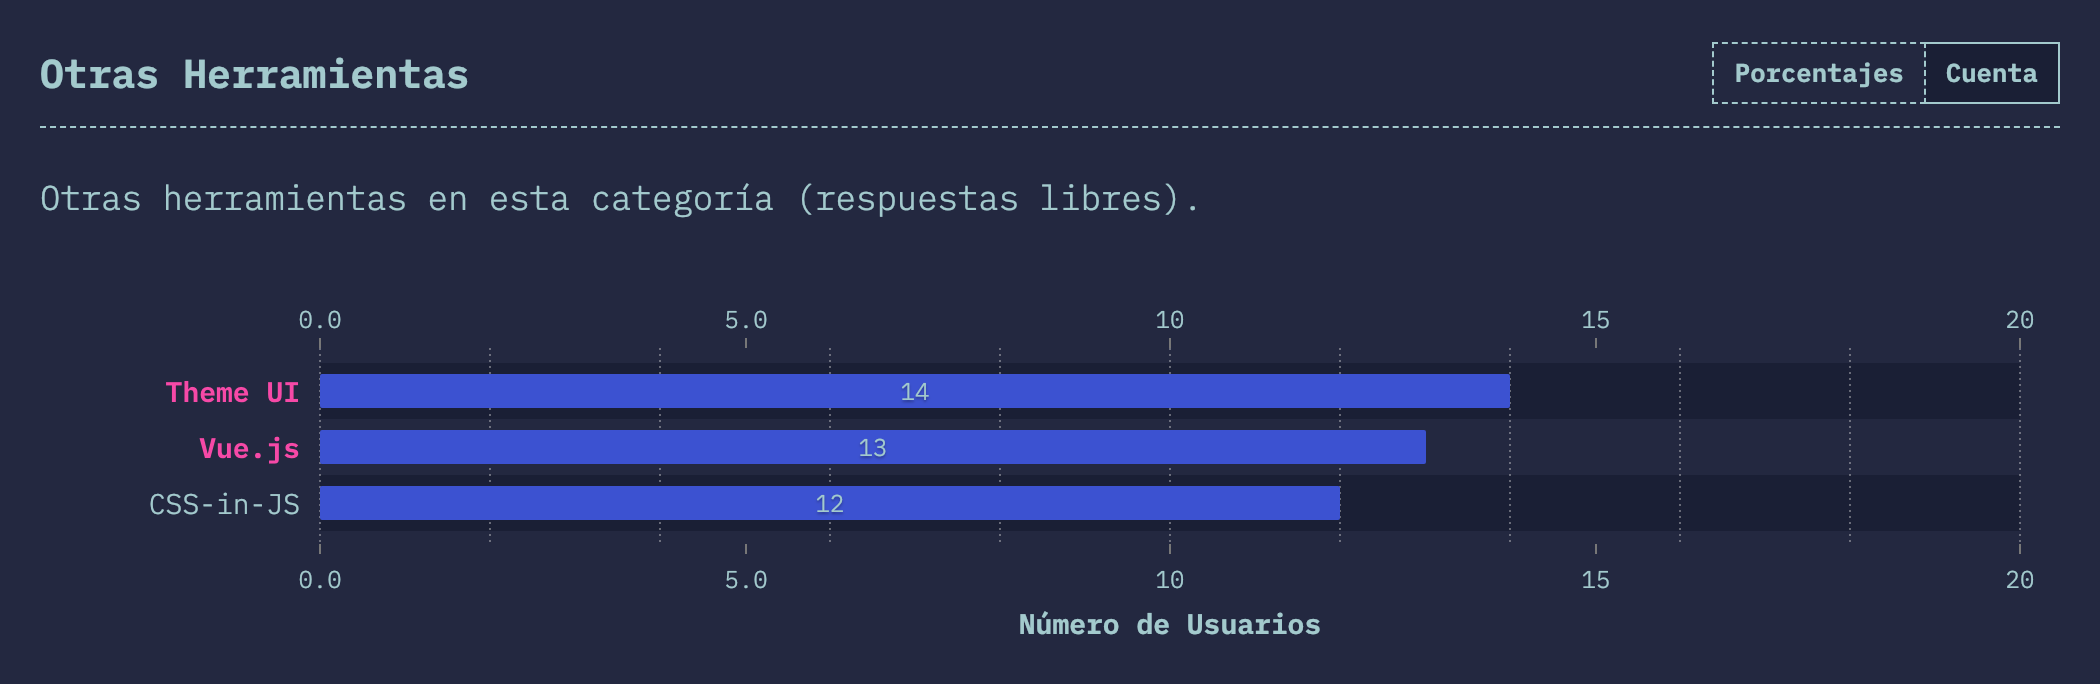 Otras Herramientas
Porcentajes Cuenta
Otras herramientas en esta categoría (respuestas libres).
0.0 5.0 10 15 20
Theme UI 14
Vue.js 13
CSS-in-JS 12
0.0 5.0 10 15 20
Número de Usuarios